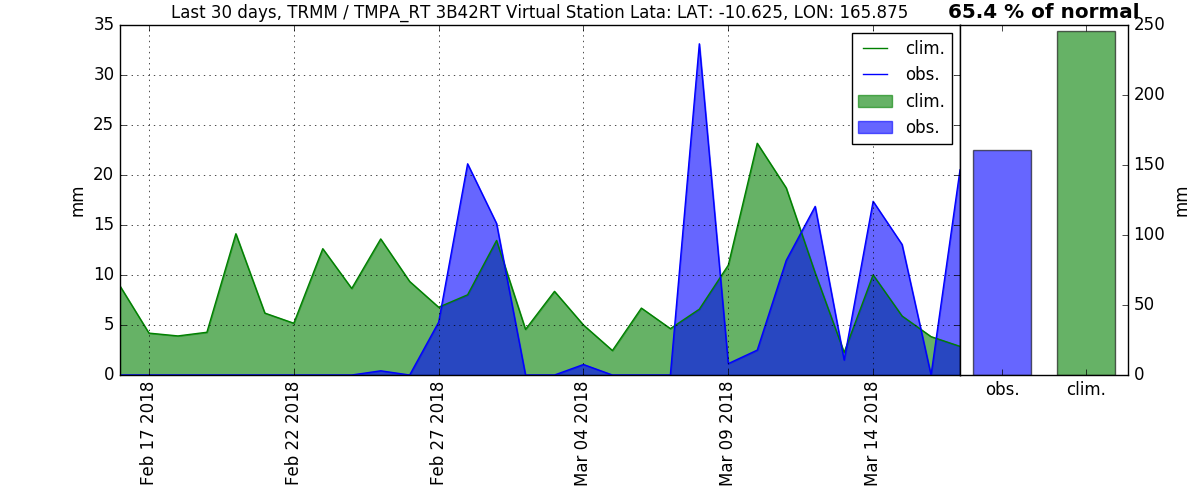 Last 30 days, TRMM / TMPA_RT 3B42RT Virtual Station Lata: LAT: -10.625, LON: 165.875
65.4 % of normal
clim.
obs.
clim.
obs.
35
30
25
20
15
10
5
0
mm
Feb 17 2018
Feb 22 2018
Feb 27 2018
Mar 04 2018
Mar 09 2018
Mar 14 2018
250
200
150
100
50
0
mm
obs.
clim.